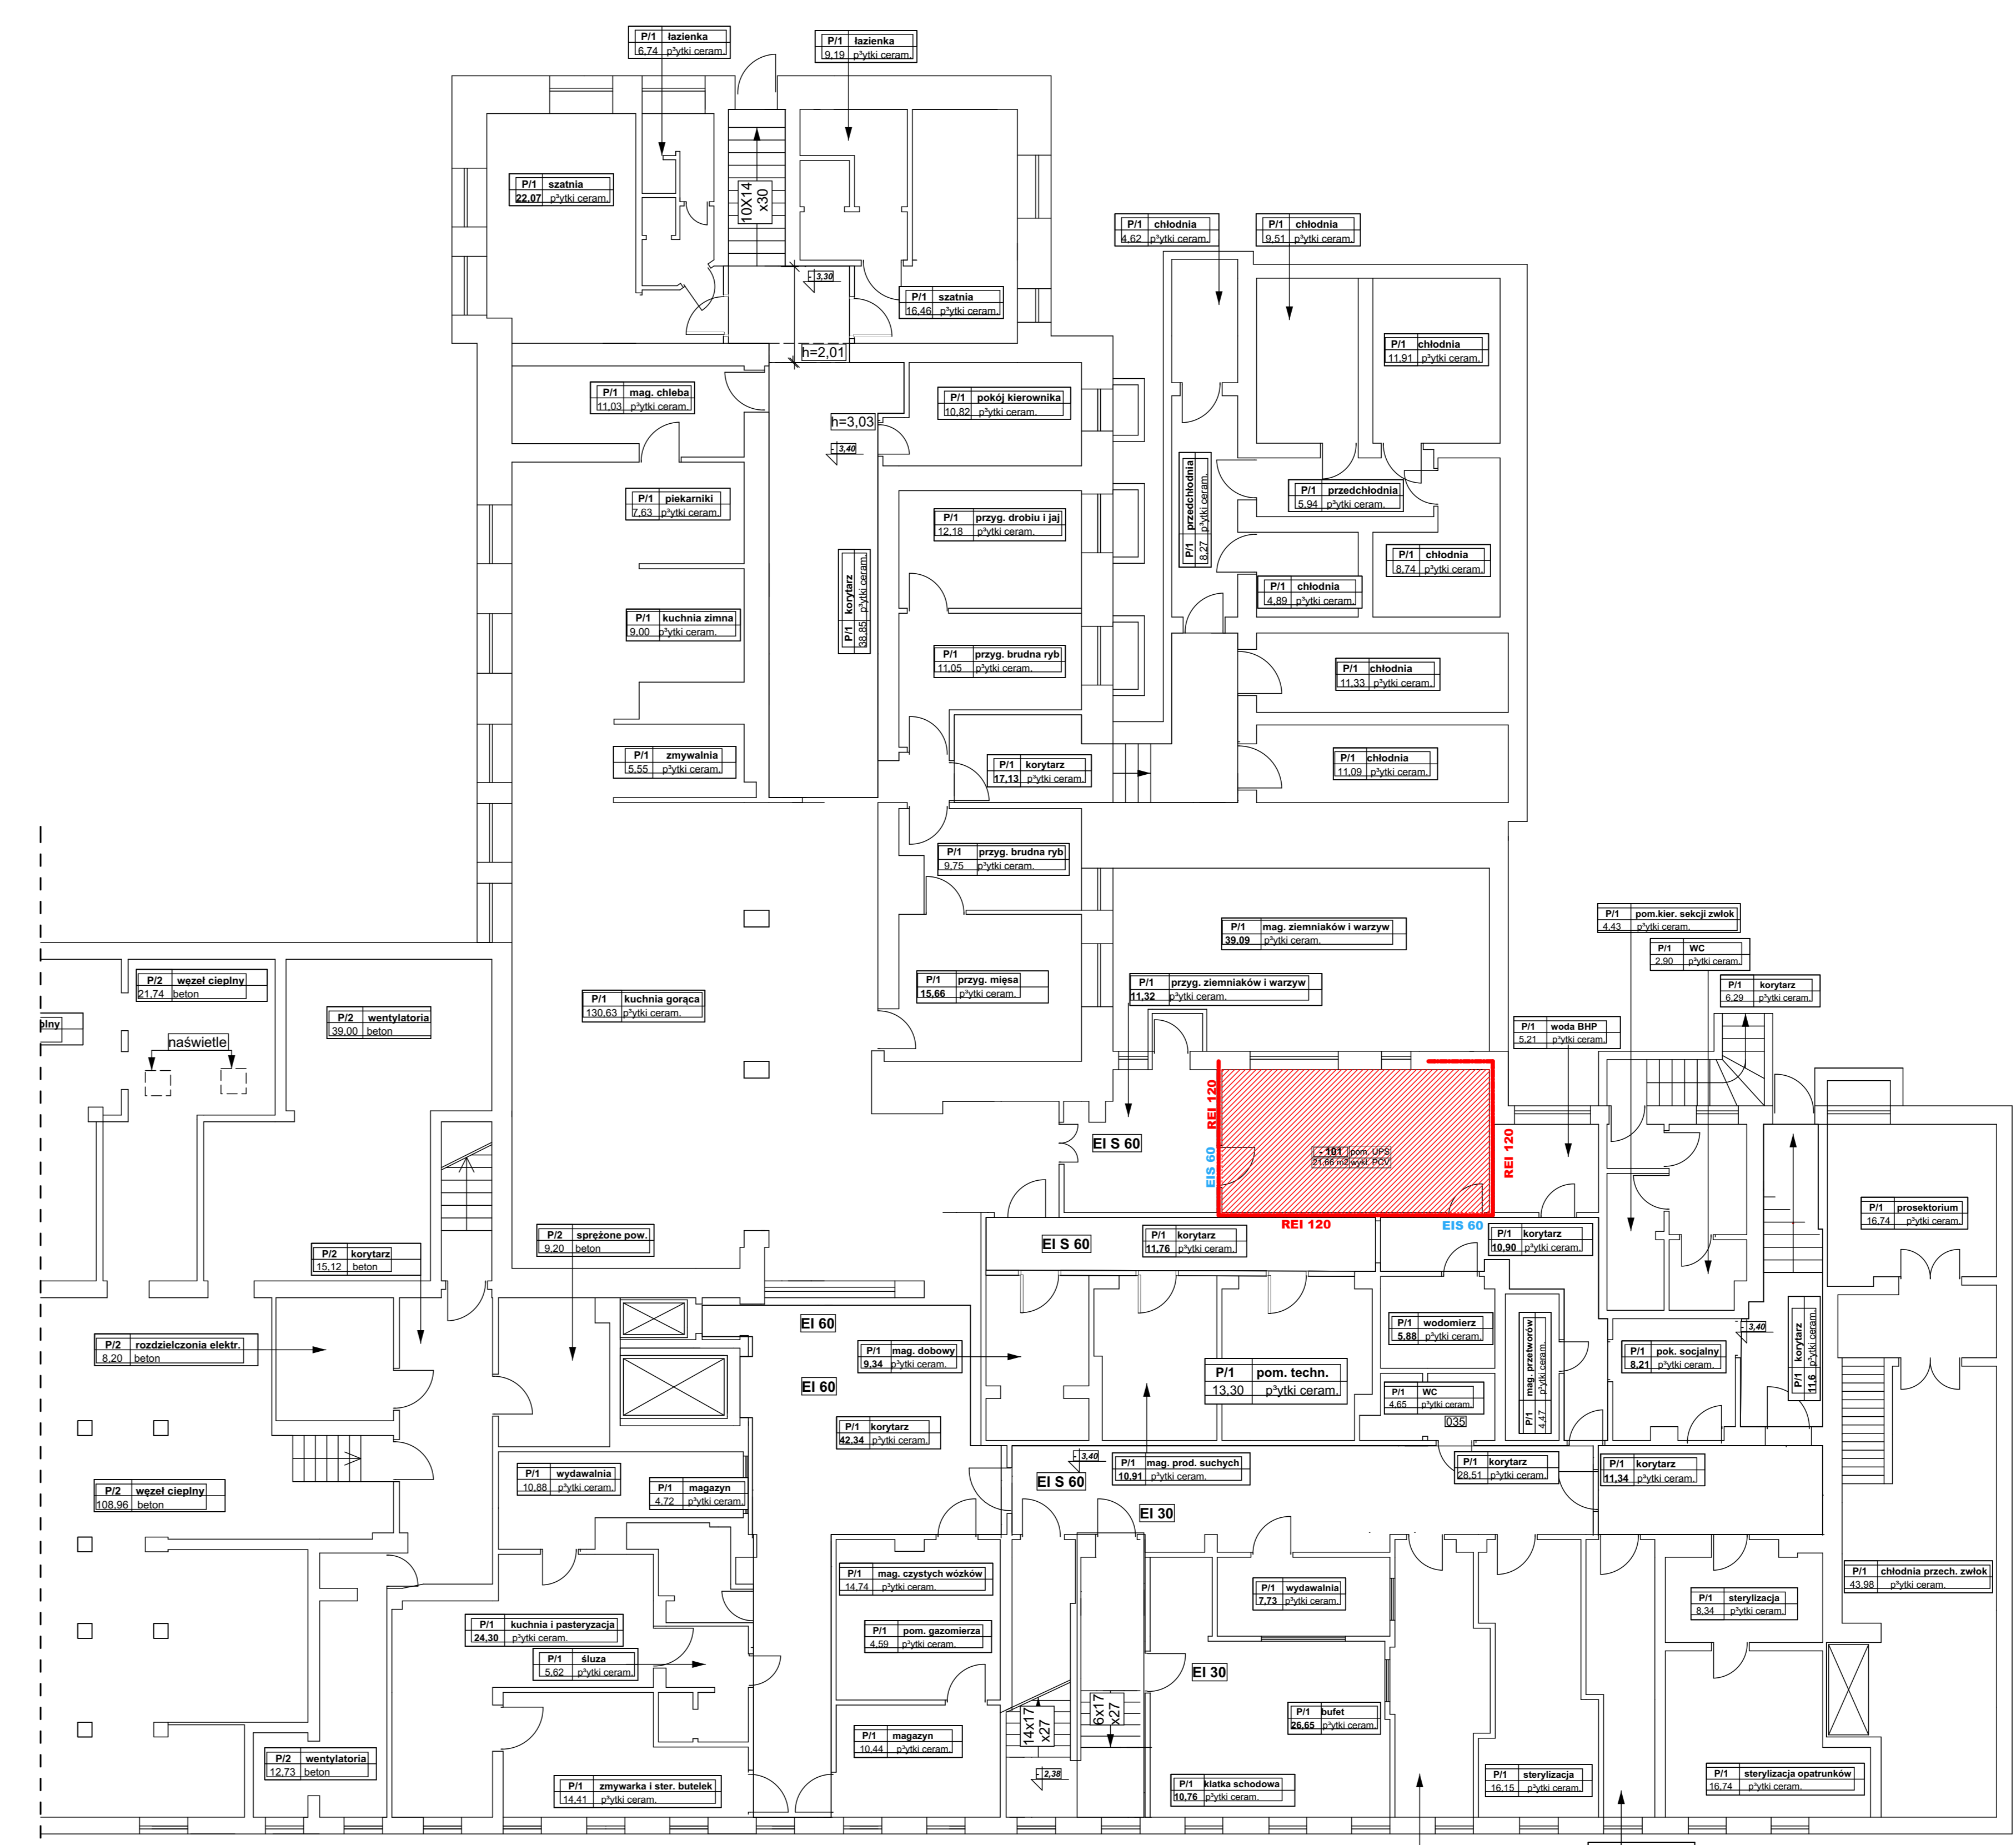 P/1 łazienka
6,74 p³ytki ceram.
P/1 łazienka
9,19 p³ytki ceram.
P/1 szatnia
22,07 p³ytki ceram.
10X14
x30
P/1 chłodnia
4,62 p³ytki ceram.
P/1 chłodnia
9,51 p³ytki ceram.
- 3,30
P/1 szatnia
16,46 p³ytki ceram.
h=2,01
P/1 chłodnia
11,91 p³ytki ceram.
P/1 mag. chleba
11,03 p³ytki ceram.
P/1 pokój kierownika
10,82 p³ytki ceram.
h=3,03
- 3,40
P/1 piekarniki
7,63 p³ytki ceram.
P/1 przedchłodnia
8,27 p³ytki ceram.
P/1 przedchłodnia
5,94 p³ytki ceram.
P/1 przyg. drobiu i jaj
12,18 p³ytki ceram.
P/1 korytarz
38,85 p³ytki ceram.
P/1 chłodnia
8,74 p³ytki ceram.
P/1 chłodnia
4,89 p³ytki ceram.
P/1 kuchnia zimna
9,00 p³ytki ceram.
P/1 przyg. brudna ryb
11,05 p³ytki ceram.
P/1 chłodnia
11,33 p³ytki ceram.
P/1 zmywalnia
5,55 p³ytki ceram.
P/1 korytarz
17,13 p³ytki ceram.
P/1 chłodnia
11,09 p³ytki ceram.
P/1 przyg. brudna ryb
9,75 p³ytki ceram.
P/1 mag. ziemniaków i warzyw
39,09 p³ytki ceram.
P/1 pom.kier. sekcji zwłok
4,43 p³ytki ceram.
P/1 WC
2,90 p³ytki ceram.
P/2 węzeł cieplny
21,74 beton
P/1 kuchnia gorąca
130,63 p³ytki ceram.
P/1 przyg. mięsa
15,66 p³ytki ceram.
P/1 przyg. ziemniaków i warzyw
11,32 p³ytki ceram.
P/1 korytarz
6,29 p³ytki ceram.
plny
P/2 wentylatoria
39,00 beton
P/1 woda BHP
5,21 p³ytki ceram.
naświetle
REI 120
EI S 60
EIS 60
- 101 pom. UPS
21,66 m2 wykł. PCV
REI 120
REI 120
EIS 60
P/1 prosektorium
16,74 p³ytki ceram.
P/2 korytarz
15,12 beton
P/2 sprężone pow.
9,20 beton
EI S 60
P/1 korytarz
11,76 p³ytki ceram.
P/1 korytarz
10,90 p³ytki ceram.
EI 60
P/2 rozdzielczonia elektr.
8,20 beton
P/1 mag. dobowy
9,34 p³ytki ceram.
P/1 wodomierz
5,88 p³ytki ceram.
P/1 mag. przetworów
4,47 p³ytki ceram.
P/1 pok. socjalny
8,21 p³ytki ceram.
- 3,40
P/1 korytarz
11,6 p³ytki ceram.
EI 60
P/1 pom. techn.
13,30 p³ytki ceram.
P/1 WC
4,65 p³ytki ceram.
035
P/1 korytarz
42,34 p³ytki ceram.
- 3,40
P/1 wydawalnia
10,88 p³ytki ceram.
P/1 magazyn
4,72 p³ytki ceram.
EI S 60
P/1 mag. prod. suchych
10,91 p³ytki ceram.
P/1 korytarz
28,51 p³ytki ceram.
P/1 korytarz
11,34 p³ytki ceram.
P/2 węzeł cieplny
108,96 beton
EI 30
P/1 mag. czystych wózków
14,74 p³ytki ceram.
P/1 wydawalnia
7,73 p³ytki ceram.
P/1 sterylizacja
8,34 p³ytki ceram.
P/1 chłodnia przech. zwłok
43,98 p³ytki ceram.
P/1 kuchnia i pasteryzacja
24,30 p³ytki ceram.
P/1 pom. gazomierza
4,59 p³ytki ceram.
P/1 śluza
5,62 p³ytki ceram.
EI 30
14x17
x27
6x17
x27
P/1 bufet
26,65 p³ytki ceram.
P/1 magazyn
10,44 p³ytki ceram.
P/2 wentylatoria
12,73 beton
- 2,38
P/1 zmywarka i ster. butelek
14,41 p³ytki ceram.
P/1 klatka schodowa
10,76 p³ytki ceram.
P/1 sterylizacja
16,15 p³ytki ceram.
P/1 sterylizacja opatrunków
16,74 p³ytki ceram.